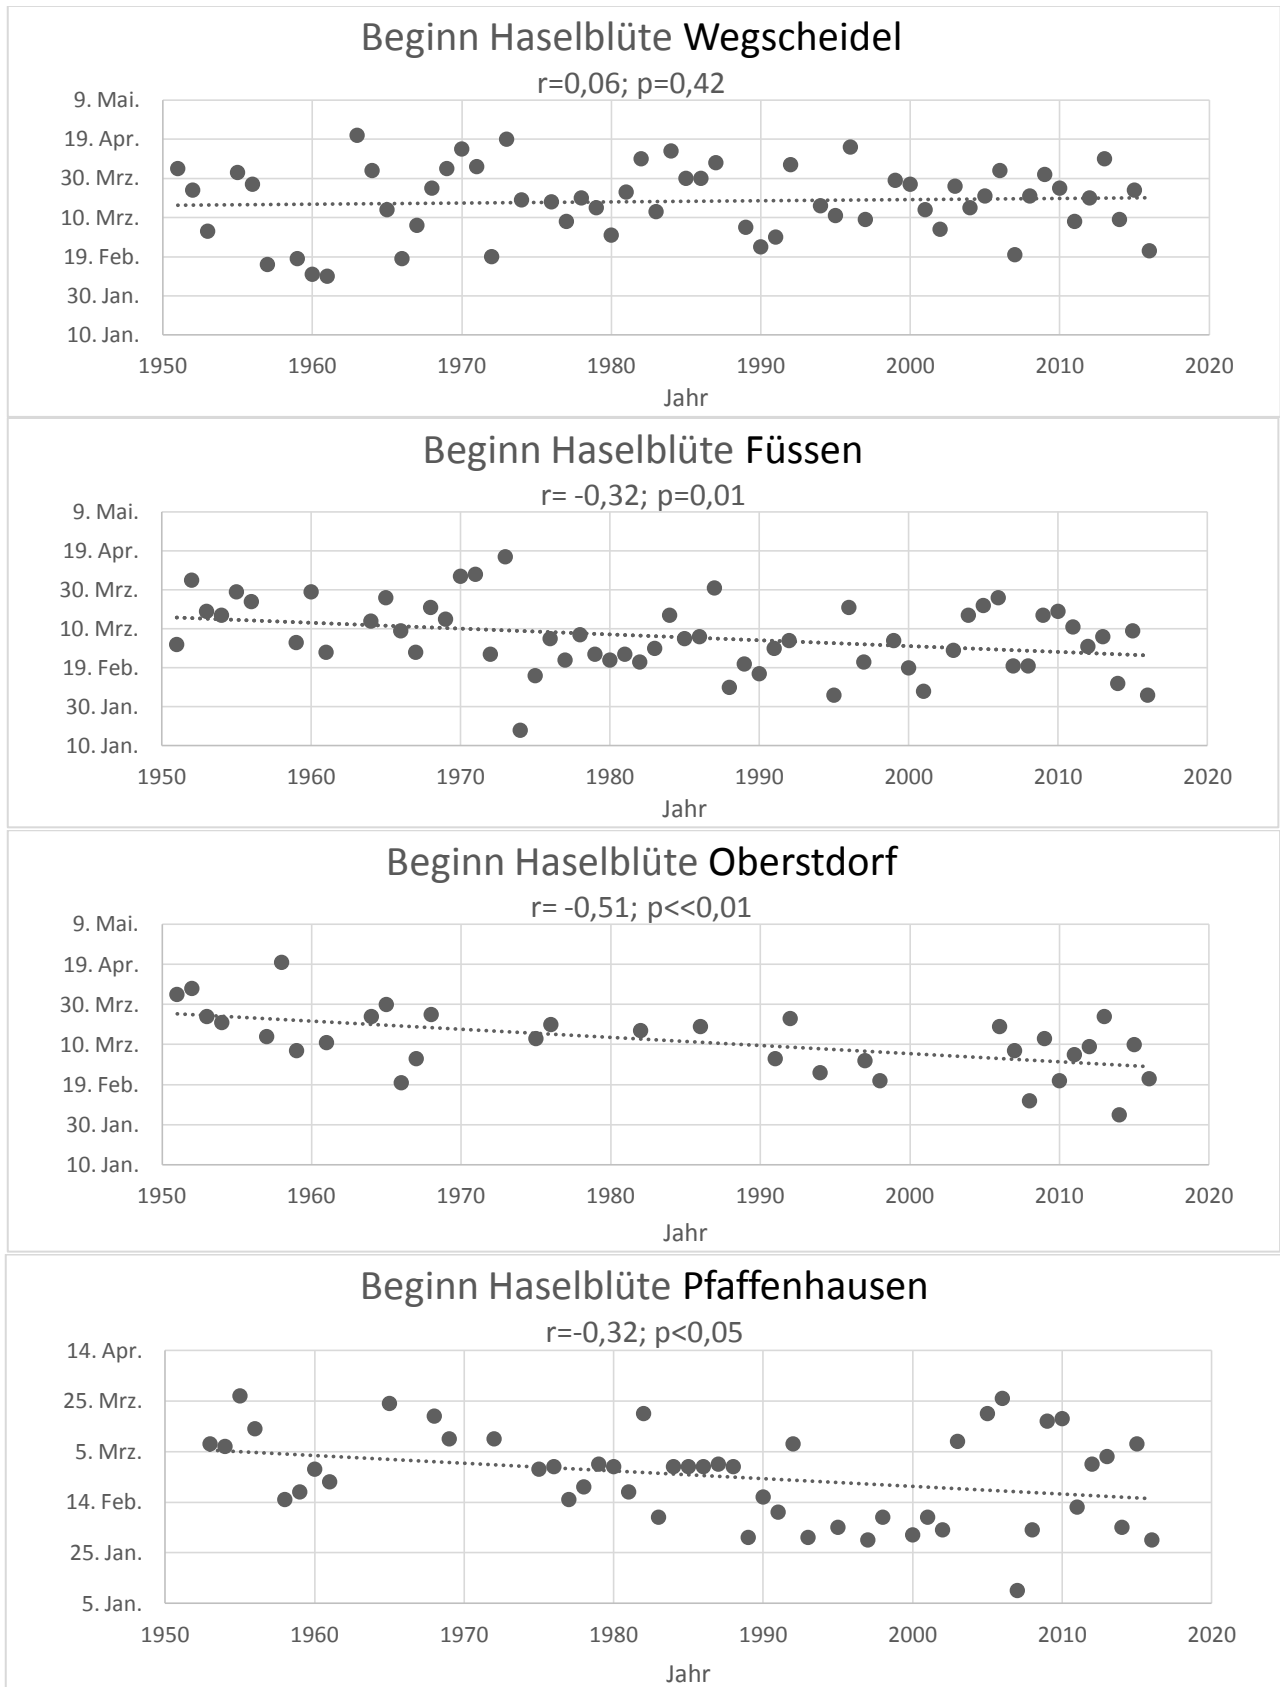 Beginn Haselblüte Wegscheidel
r=0,06; p=0,42
9. Mai.
19. Apr.
30. Mrz.
10. Mrz.
19. Feb.
30. Jan.
10. Jan.
1950 1960 1970 1980 1990 2000 2010 2020
Jahr
Beginn Haselblüte Füssen
r= -0,32; p=0,01
9. Mai.
19. Apr.
30. Mrz.
10. Mrz.
19. Feb.
30. Jan.
10. Jan.
1950 1960 1970 1980 1990 2000 2010 2020
Jahr
Beginn Haselblüte Oberstdorf
r= -0,51; p<<0,01
9. Mai.
19. Apr.
30. Mrz.
10. Mrz.
19. Feb.
30. Jan.
10. Jan.
1950 1960 1970 1980 1990 2000 2010 2020
Jahr
Beginn Haselblüte Pfaffenhausen
r=-0,32; p<0,05
14. Apr.
25. Mrz.
5. Mrz.
14. Feb.
25. Jan.
5. Jan.
1950 1960 1970 1980 1990 2000 2010 2020
Jahr